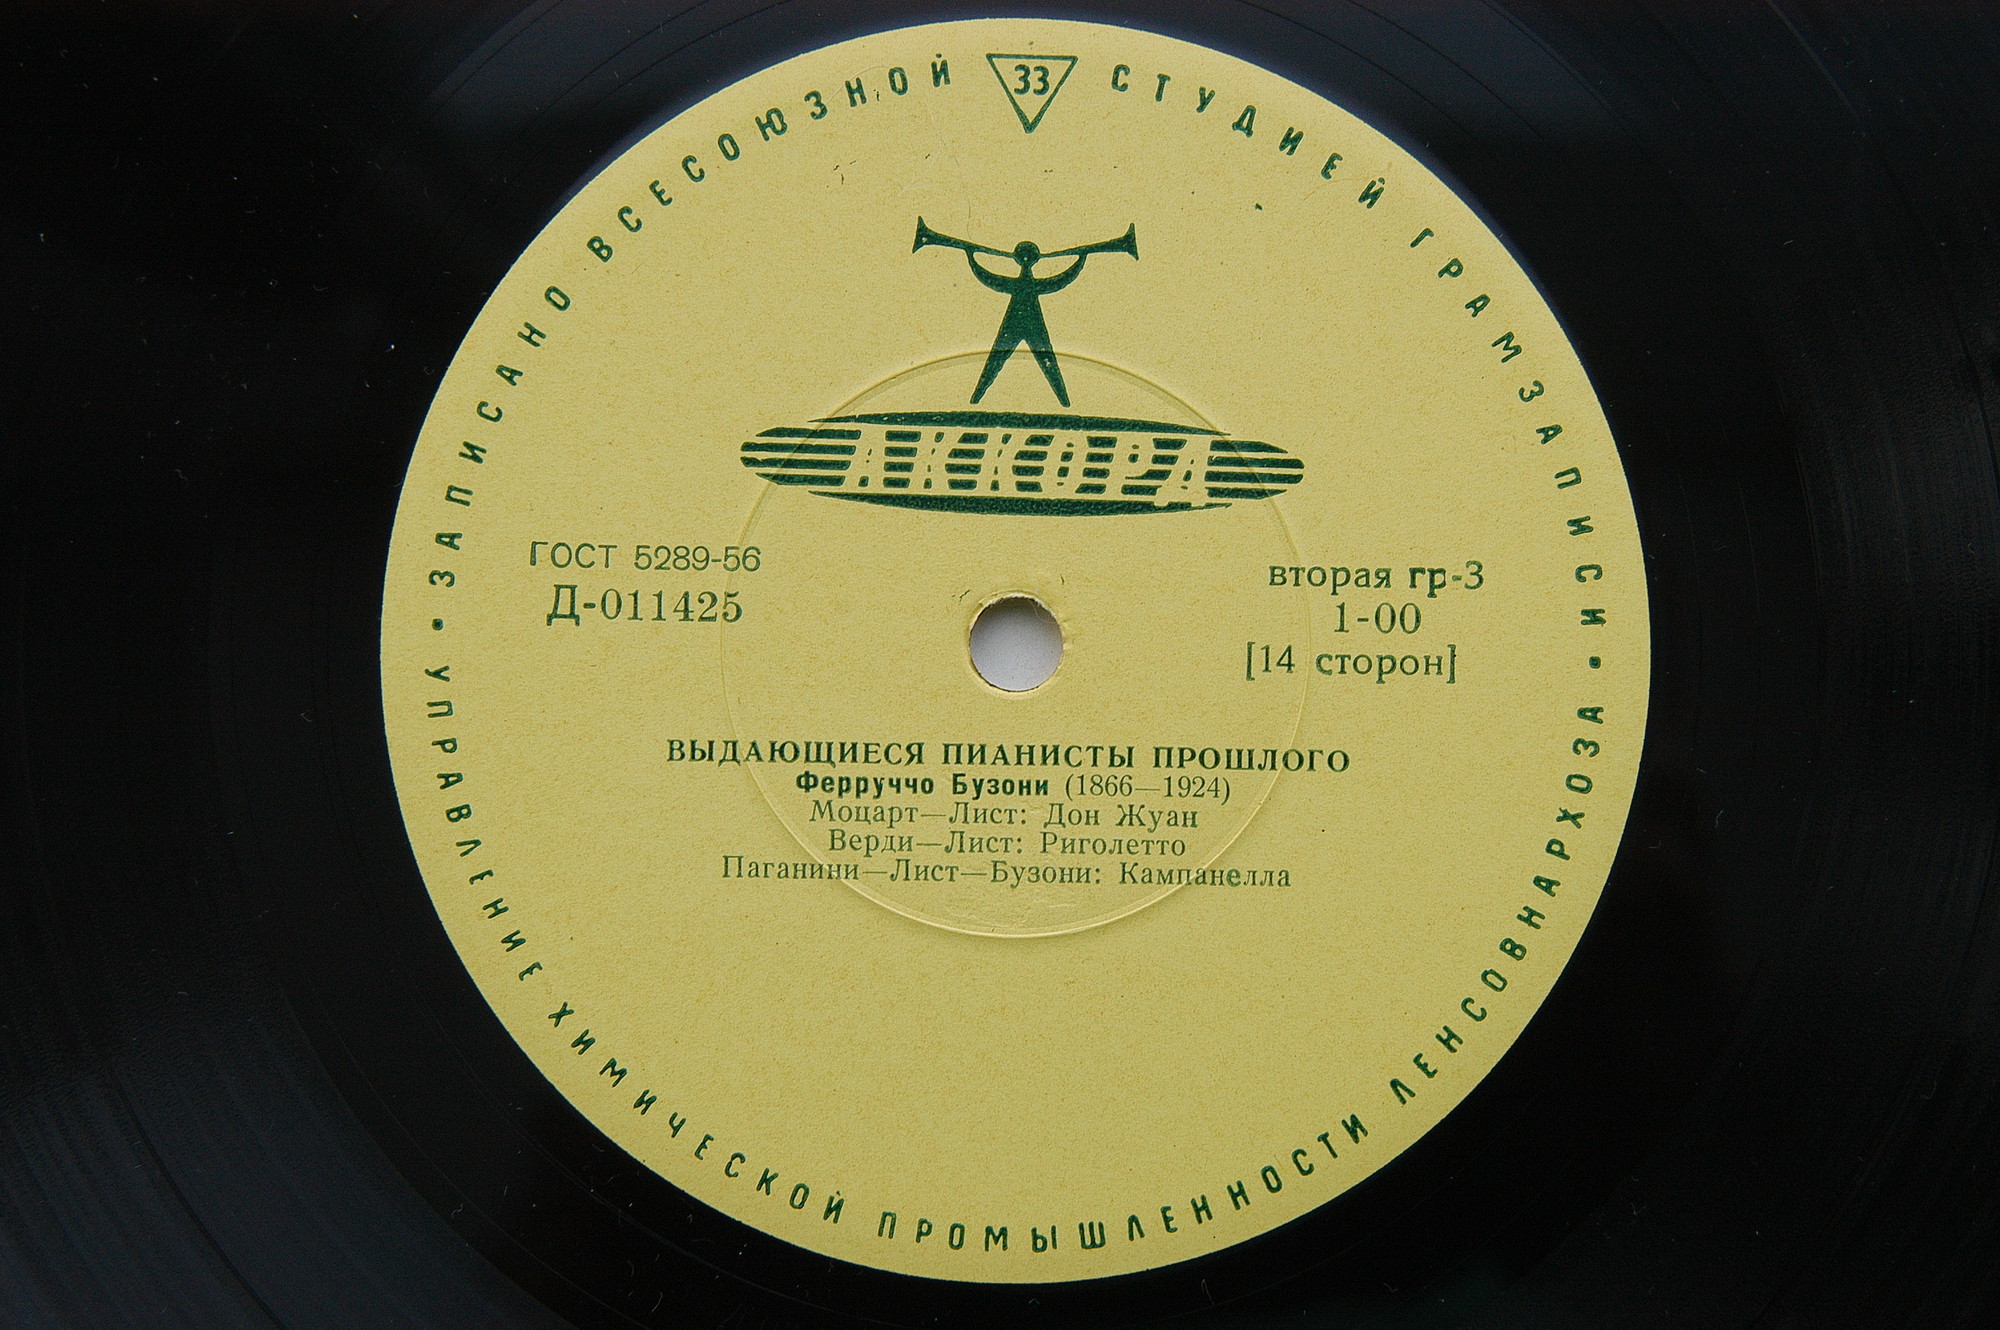 ЗАПИСАНО ВСЕСОЮЗНОЙ 33 СТУДИЕЙ ГРАМЗАПИСИ •
АККОРД
ГОСТ 5289-56
Д-011425
вторая гр-3
1-00
[14 сторон]
ВЫДАЮЩИЕСЯ ПИАНИСТЫ ПРОШЛОГО
Ферруччо Бузони (1866—1924)
Моцарт—Лист: Дон Жуан
Верди—Лист: Риголетто
Паганини—Лист—Бузони: Кампанелла
УПРАВЛЕНИЕ ХИМИЧЕСКОЙ ПРОМЫШЛЕННОСТИ ЛЕНСОВНАРХОЗА •